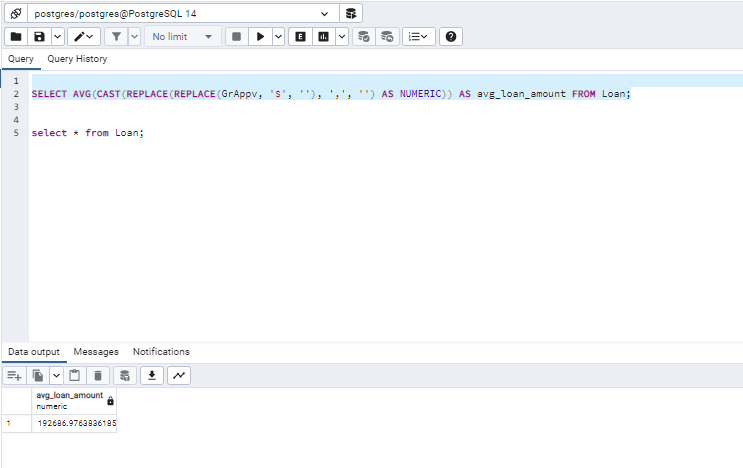 postgres/postgres@PostgreSQL 14
No limit
E
Query Query History
1
2 SELECT AVG(CAST(REPLACE(REPLACE(GrAppv, '$', ''), ',', '') AS NUMERIC)) AS avg_loan_amount FROM Loan;
3
4
5 select * from Loan;
Data output Messages Notifications
avg_loan_amount
numeric
1 192686.9763836185